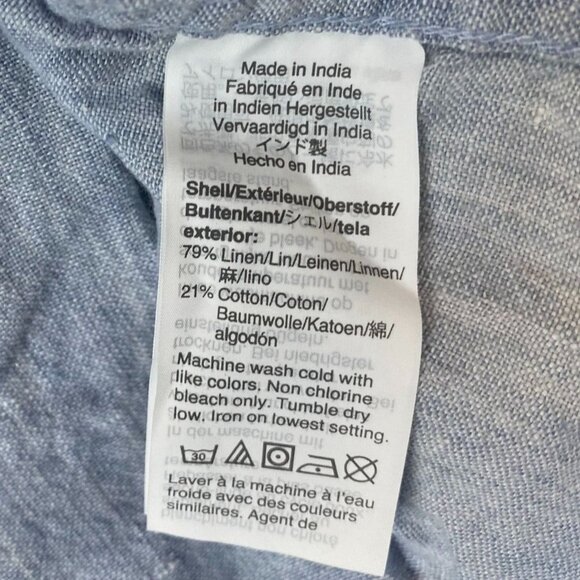 Made in India
Fabriqué en Inde
in Indien Hergestellt
Vervaardigd in India
インド製
Hecho en India
Shell/Extérieur/Oberstoff/
Buitenkant/シェル/tela
exterior:
79% Linen/Lin/Leinen/Linnen/
麻/lino
21% Cotton/Coton/
Baumwolle/Katoen/綿/
algodón
Machine wash cold with
like colors. Non chlorine
bleach only. Tumble dry
low. Iron on lowest setting.
30
Laver à la machine à l'eau
froide avec des couleurs
similaires. Agent de